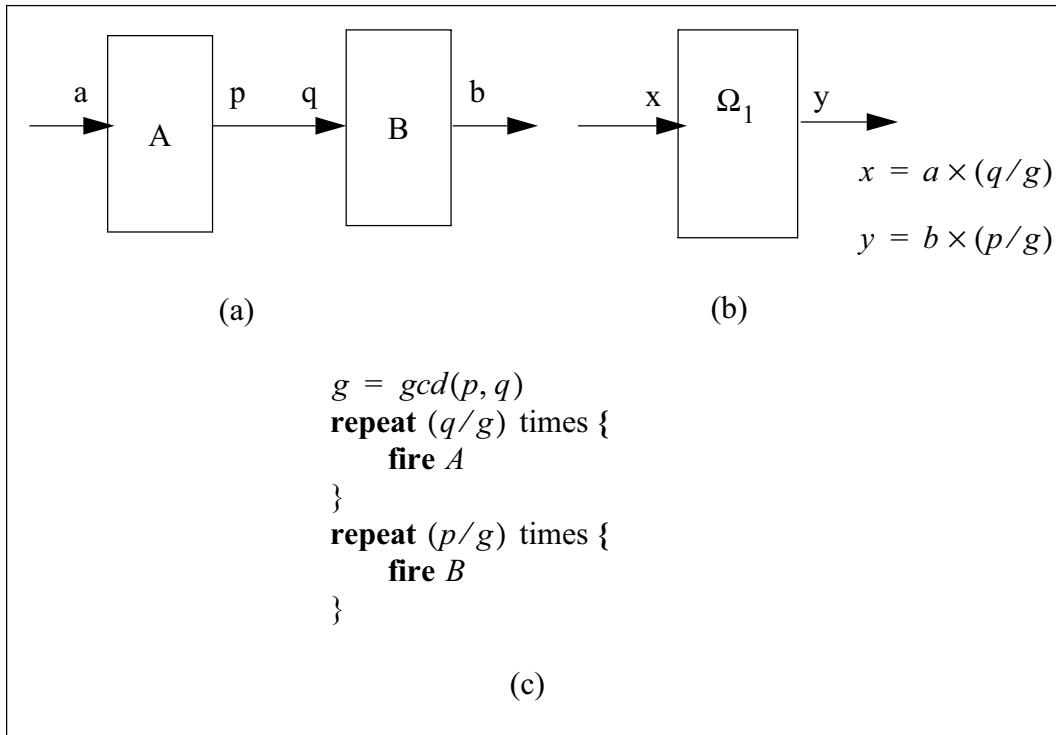 a
A
p
q
B
b
x
Ω₁
y
x = a × (q/g)
y = b × (p/g)
(a)
(b)
g = gcd(p, q)
repeat (q/g) times {
fire A
}
repeat (p/g) times {
fire B
}
(c)